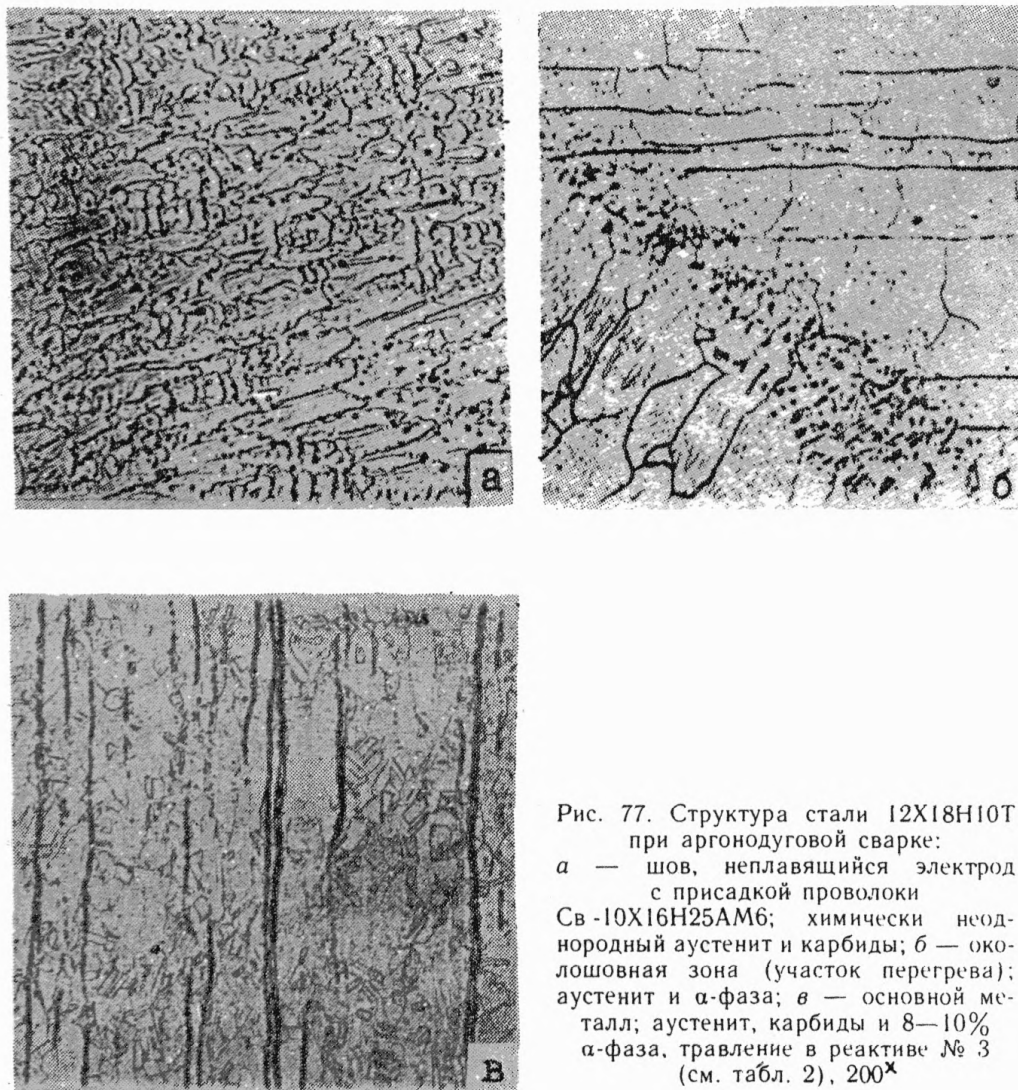 а
б
в
Рис. 77. Структура стали 12Х18Н10Т
при аргонодуговой сварке:
а — шов, неплавящийся электрод
с присадкой проволоки
Св-10Х16Н25АМ6; химически неод-
нородный аустенит и карбиды; б — око-
лошовная зона (участок перегрева);
аустенит и α-фаза; в — основной ме-
талл; аустенит, карбиды и 8—10%
α-фаза, травление в реактиве № 3
(см. табл. 2), 200ˣ